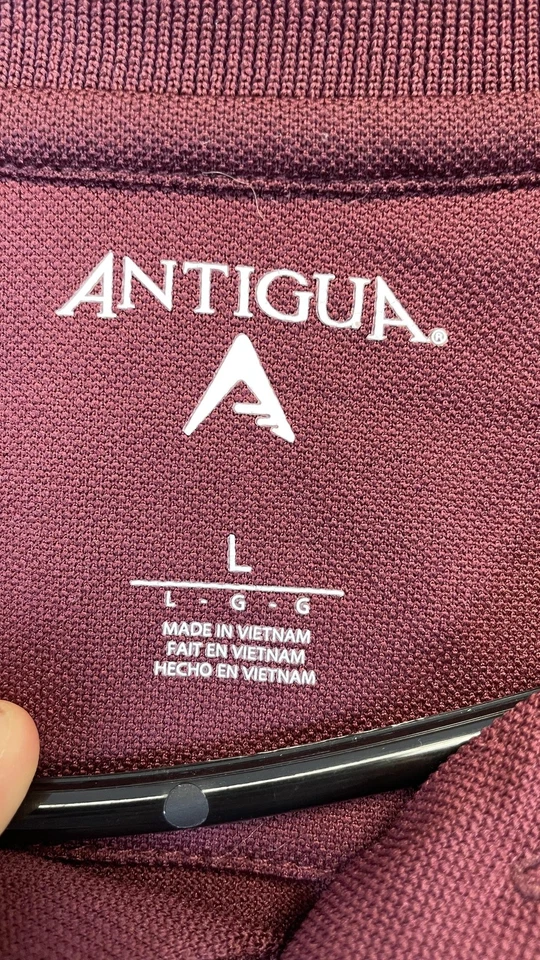 ANTIGUA®
L
L - G - G
MADE IN VIETNAM
FAIT EN VIETNAM
HECHO EN VIETNAM